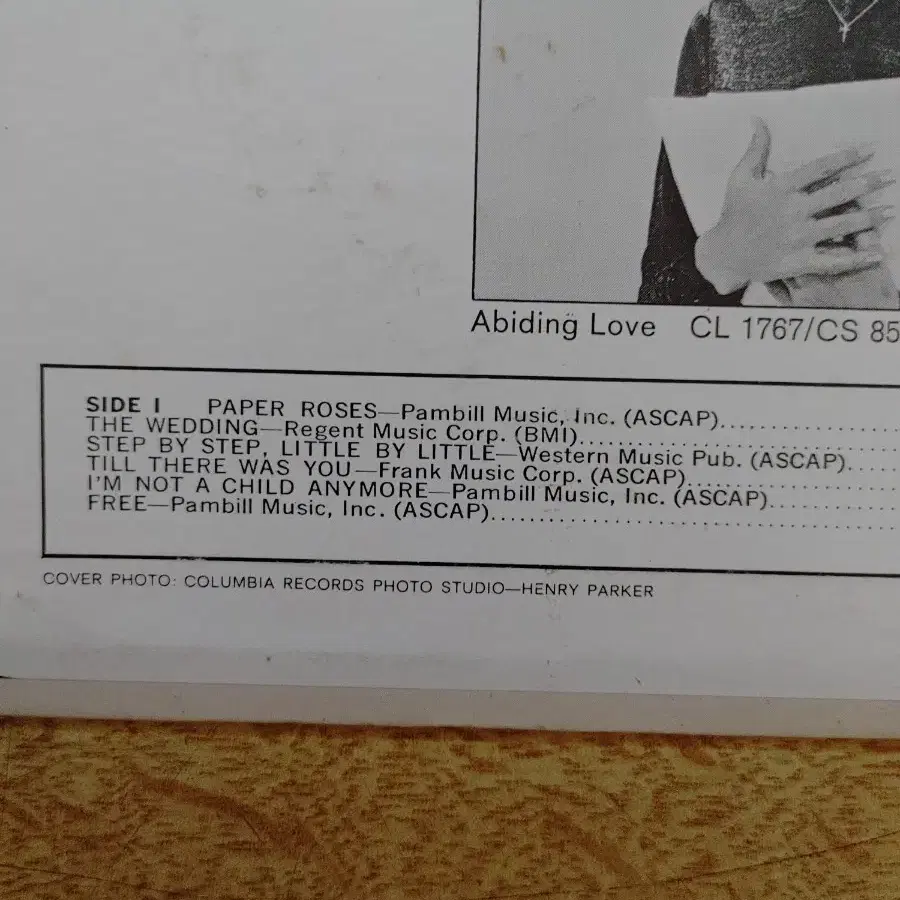 Abiding Love CL 1767/CS 85
SIDE I PAPER ROSES—Pambill Music, Inc. (ASCAP)
THE WEDDING—Regent Music Corp. (BMI)
STEP BY STEP, LITTLE BY LITTLE—Western Music Pub. (ASCAP)
TILL THERE WAS YOU—Frank Music Corp. (ASCAP)
I'M NOT A CHILD ANYMORE—Pambill Music, Inc. (ASCAP)
FREE—Pambill Music, Inc. (ASCAP)
COVER PHOTO: COLUMBIA RECORDS PHOTO STUDIO—HENRY PARKER